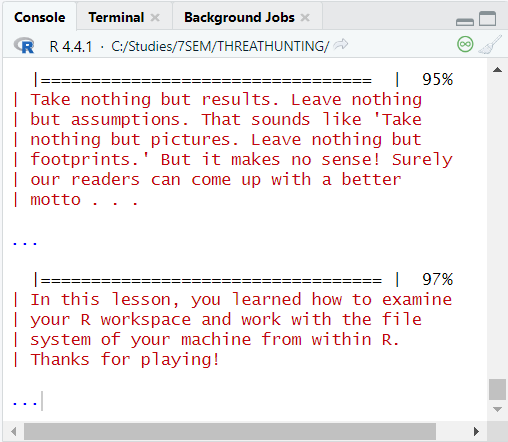 Console Terminal × Background Jobs ×
R 4.4.1 · C:/Studies/7SEM/THREATHUNTING/
|================================= | 95%
| Take nothing but results. Leave nothing
| but assumptions. That sounds like 'Take
| nothing but pictures. Leave nothing but
| footprints.' But it makes no sense! Surely
| our readers can come up with a better
| motto . . .
...
|================================== | 97%
| In this lesson, you learned how to examine
| your R workspace and work with the file
| system of your machine from within R.
| Thanks for playing!
...